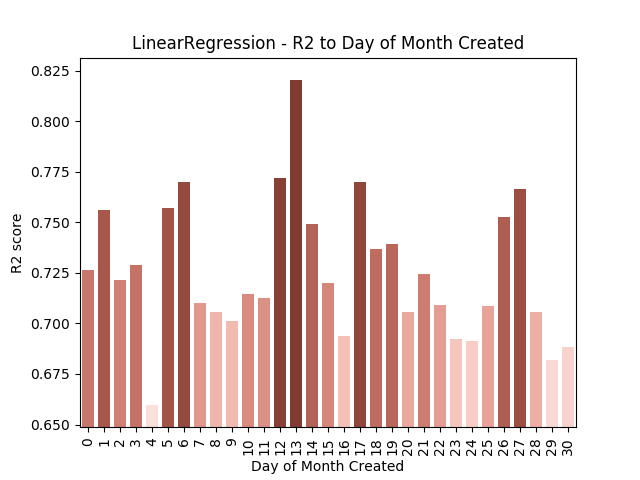 LinearRegression - R2 to Day of Month Created
R2 score
0.825
0.800
0.775
0.750
0.725
0.700
0.675
0.650
0 1 2 3 4 5 6 7 8 9 10 11 12 13 14 15 16 17 18 19 20 21 22 23 24 25 26 27 28 29 30
Day of Month Created